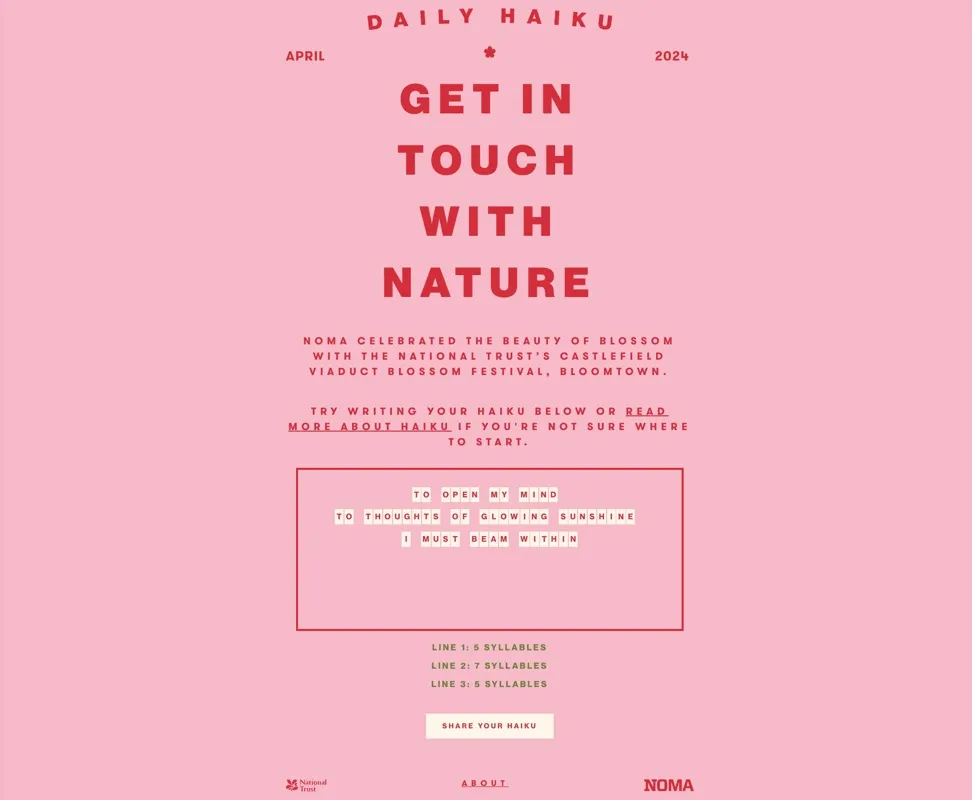 DAILY HAIKU
APRIL
2024
GET IN
TOUCH
WITH
NATURE
NOMA CELEBRATED THE BEAUTY OF BLOSSOM
WITH THE NATIONAL TRUST'S CASTLEFIELD
VIADUCT BLOSSOM FESTIVAL, BLOOMTOWN.
TRY WRITING YOUR HAIKU BELOW OR READ
MORE ABOUT HAIKU IF YOU'RE NOT SURE WHERE
TO START.
TO OPEN MY MIND
TO THOUGHTS OF GLOWING SUNSHINE
I MUST BEAM WITHIN
LINE 1: 5 SYLLABLES
LINE 2: 7 SYLLABLES
LINE 3: 5 SYLLABLES
SHARE YOUR HAIKU
National
Trust
ABOUT
NOMA